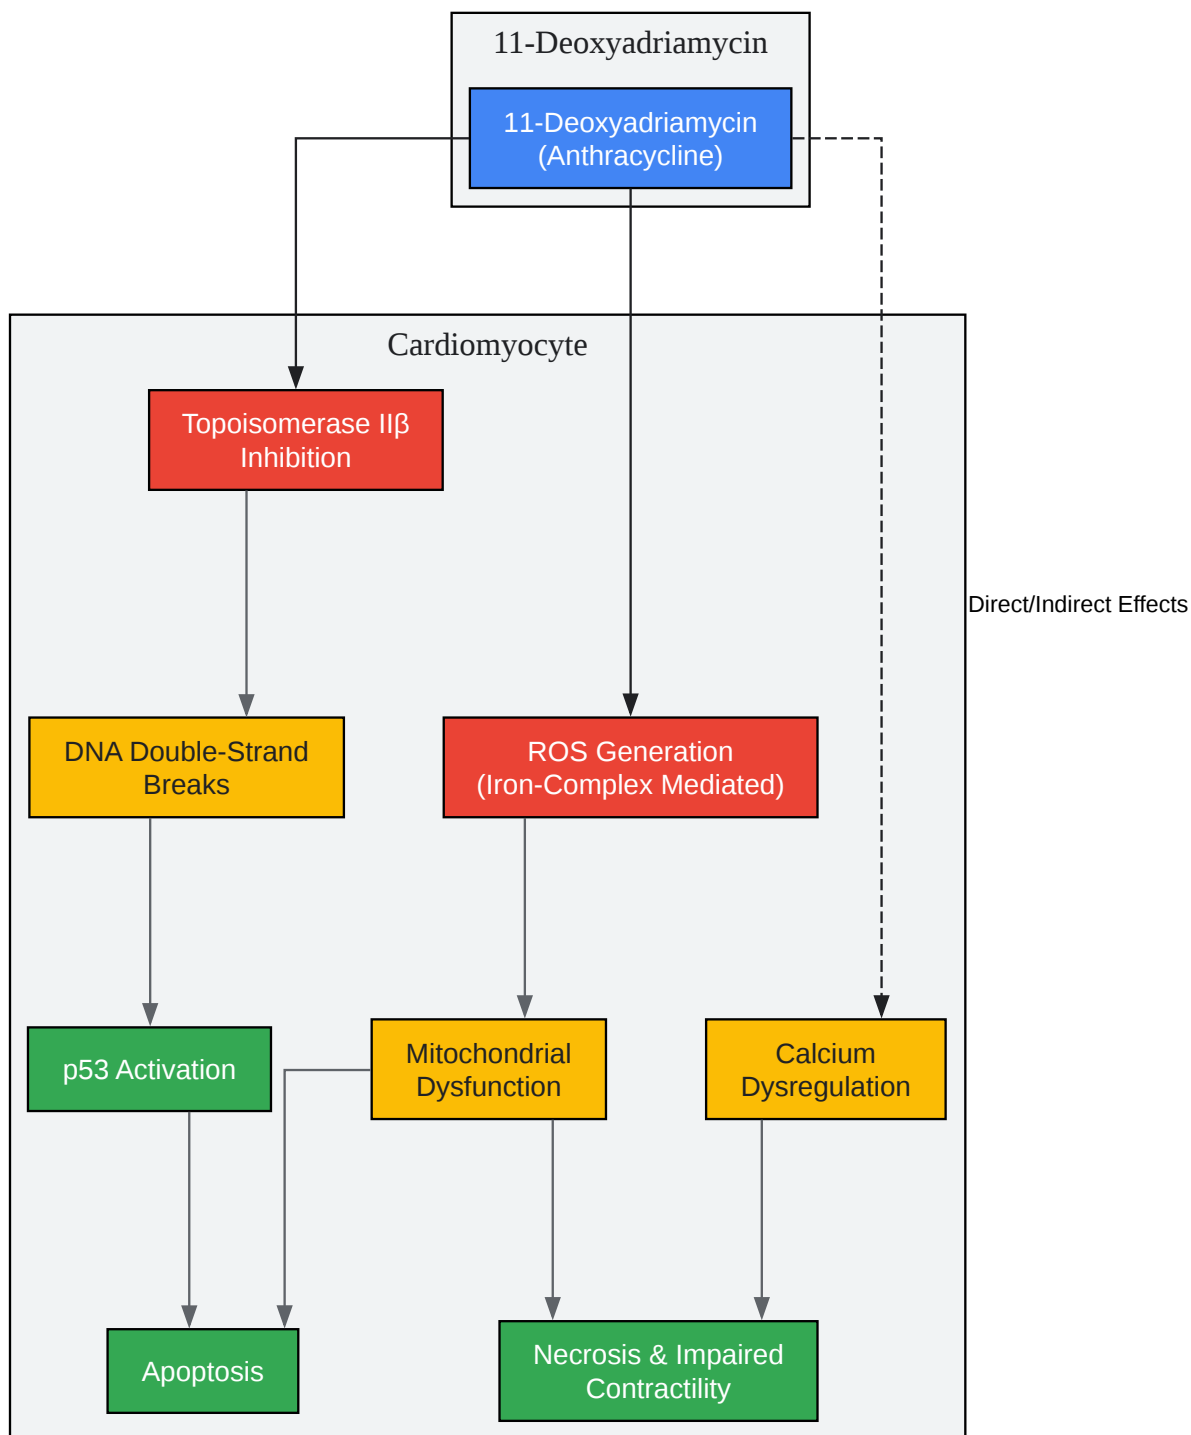 11-Deoxyadriamycin
11-Deoxyadriamycin
(Anthracycline)
Cardiomyocyte
Topoisomerase IIβ
Inhibition
Direct/Indirect Effects
DNA Double-Strand
Breaks
ROS Generation
(Iron-Complex Mediated)
p53 Activation
Mitochondrial
Dysfunction
Calcium
Dysregulation
Apoptosis
Necrosis & Impaired
Contractility